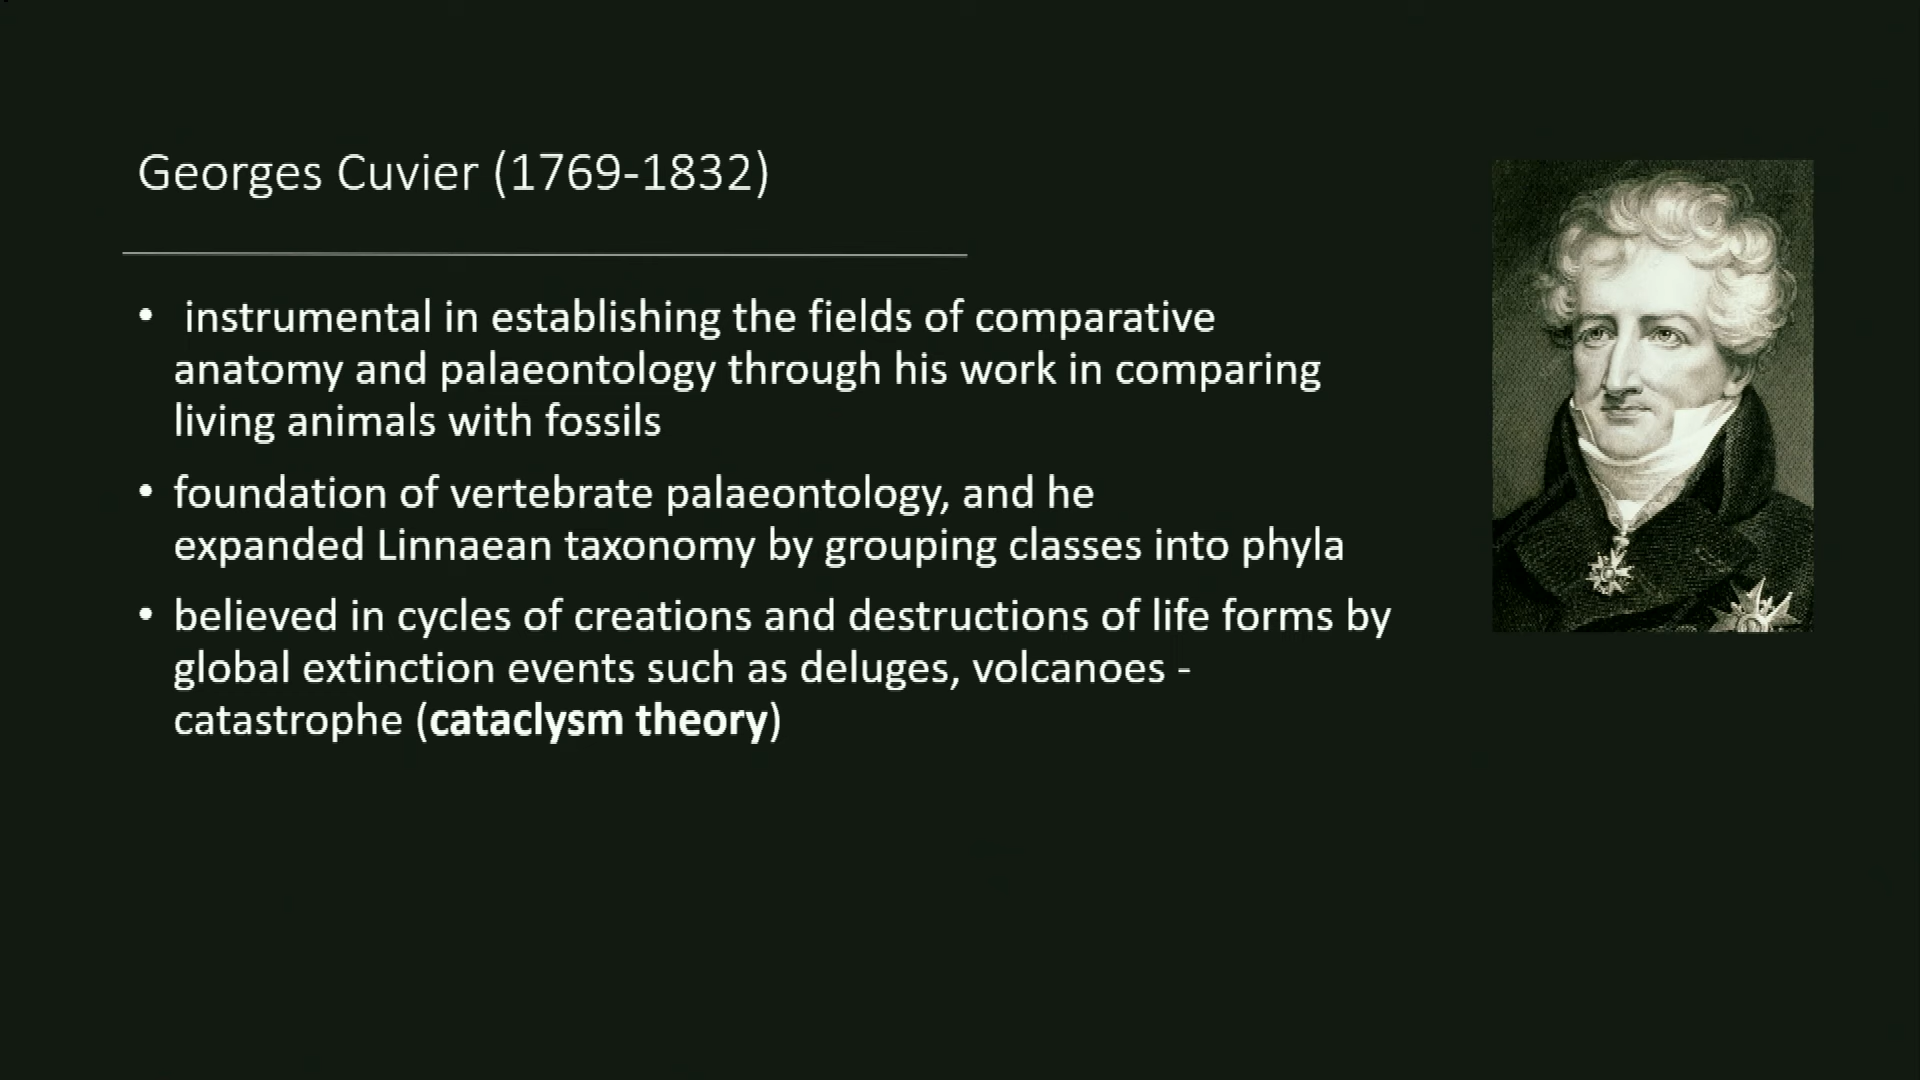 Georges Cuvier (1769-1832)
• instrumental in establishing the fields of comparative
anatomy and palaeontology through his work in comparing
living animals with fossils
• foundation of vertebrate palaeontology, and he
expanded Linnaean taxonomy by grouping classes into phyla
• believed in cycles of creations and destructions of life forms by
global extinction events such as deluges, volcanoes -
catastrophe (cataclysm theory)